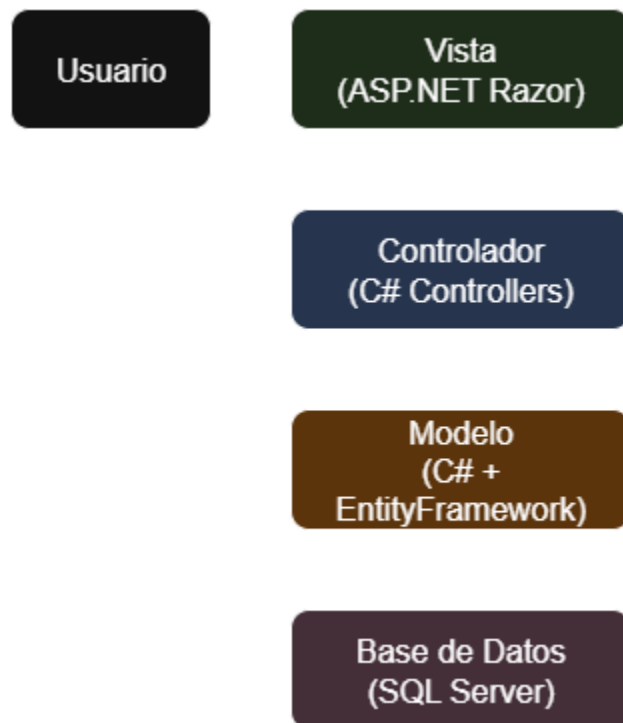 Usuario
Vista
(ASP.NET Razor)
Controlador
(C# Controllers)
Modelo
(C# +
EntityFramework)
Base de Datos
(SQL Server)